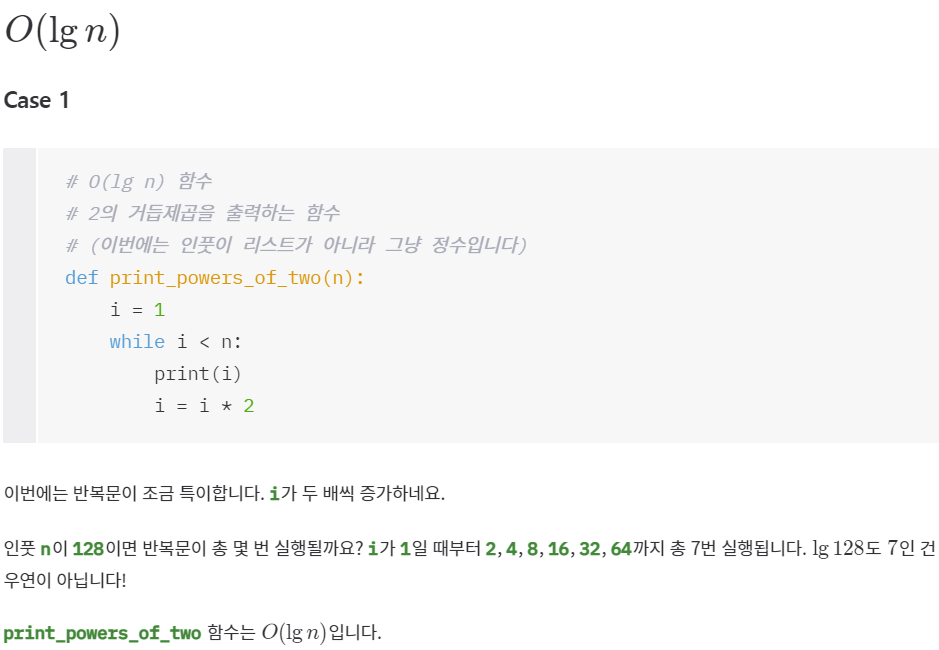 O(lg n)
Case 1
# O(lg n) 함수
# 2의 거듭제곱을 출력하는 함수
# (이번에는 인풋이 리스트가 아니라 그냥 정수입니다)
def print_powers_of_two(n):
    i = 1
    while i < n:
        print(i)
        i = i * 2
이번에는 반복문이 조금 특이합니다. i가 두 배씩 증가하네요.
인풋 n이 128이면 반복문이 총 몇 번 실행될까요? i가 1일 때부터 2, 4, 8, 16, 32, 64까지 총 7번 실행됩니다. lg 128도 7인 건
우연이 아닙니다!
print_powers_of_two 함수는 O(lg n)입니다.